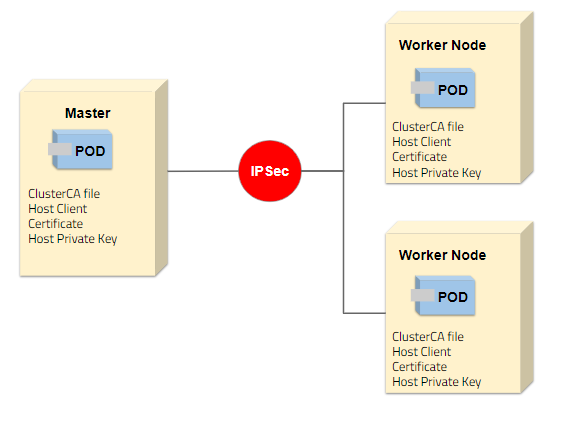 Master
POD
ClusterCA file
Host Client
Certificate
Host Private Key
IPSec
Worker Node
POD
ClusterCA file
Host Client
Certificate
Host Private Key
Worker Node
POD
ClusterCA file
Host Client
Certificate
Host Private Key